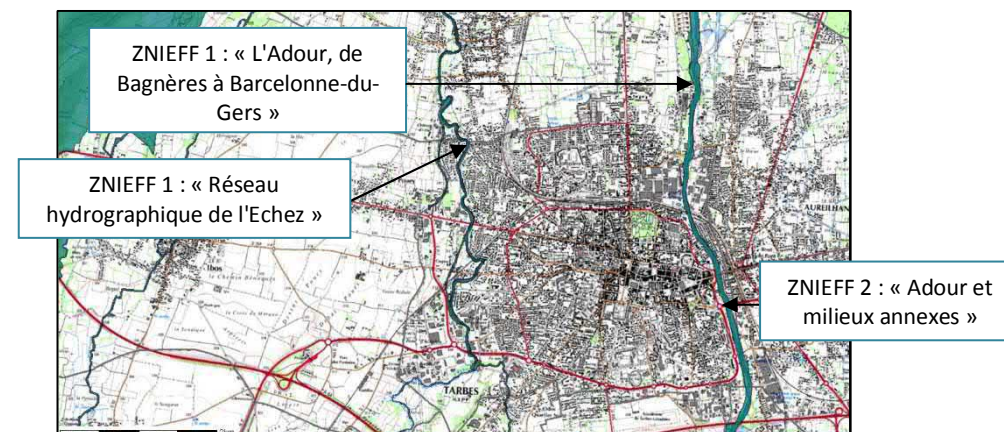 ZNIEFF 1 : « L'Adour, de
Bagnères à Barcelonne-du-
Gers »
ZNIEFF 1 : « Réseau
hydrographique de l'Echez »
AUREILHAN
Ibos
ZNIEFF 2 : « Adour et
milieux annexes »
TARBES